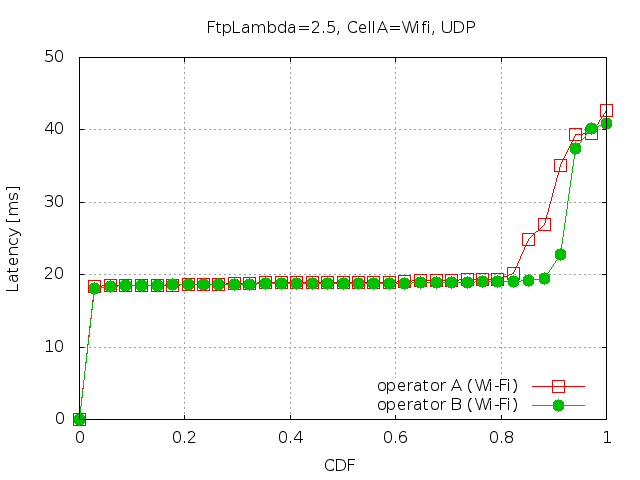 FtpLambda=2.5, CellA=Wifi, UDP
50
40
30
20
10
0
Latency [ms]
operator A (Wi-Fi)
operator B (Wi-Fi)
0 0.2 0.4 0.6 0.8 1
CDF